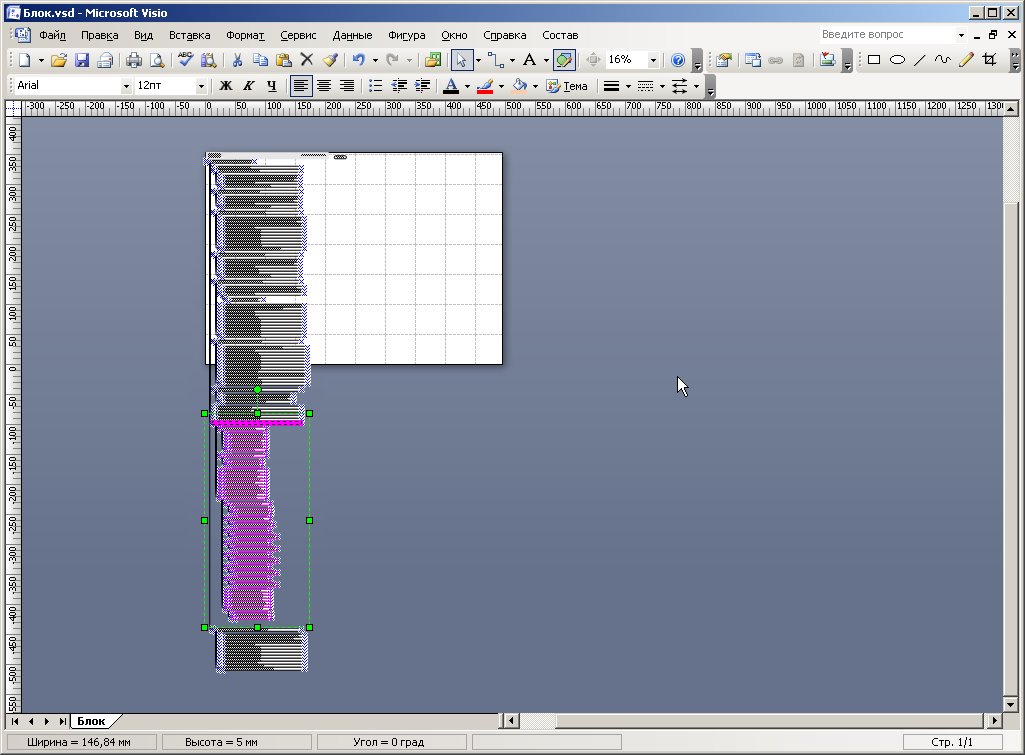 Блок.vsd - Microsoft Visio
Файл Правка Вид Вставка Формат Сервис Данные Фигура Окно Справка Состав Введите вопрос
ABC A 16%
Arial 12пт Ж К Ч A Тема
-300 -250 -200 -150 -100 -50 0 50 100 150 200 250 300 350 400 450 500 550 600 650 700 750 800 850 900 950 1000 1050 1100 1150 1200 1250 1300
400
350
300
250
200
150
100
50
0
-50
-100
-150
-200
-250
-300
-350
-400
-450
-500
-550
Блок
Ширина = 146,84 мм Высота = 5 мм Угол = 0 град Стр. 1/1